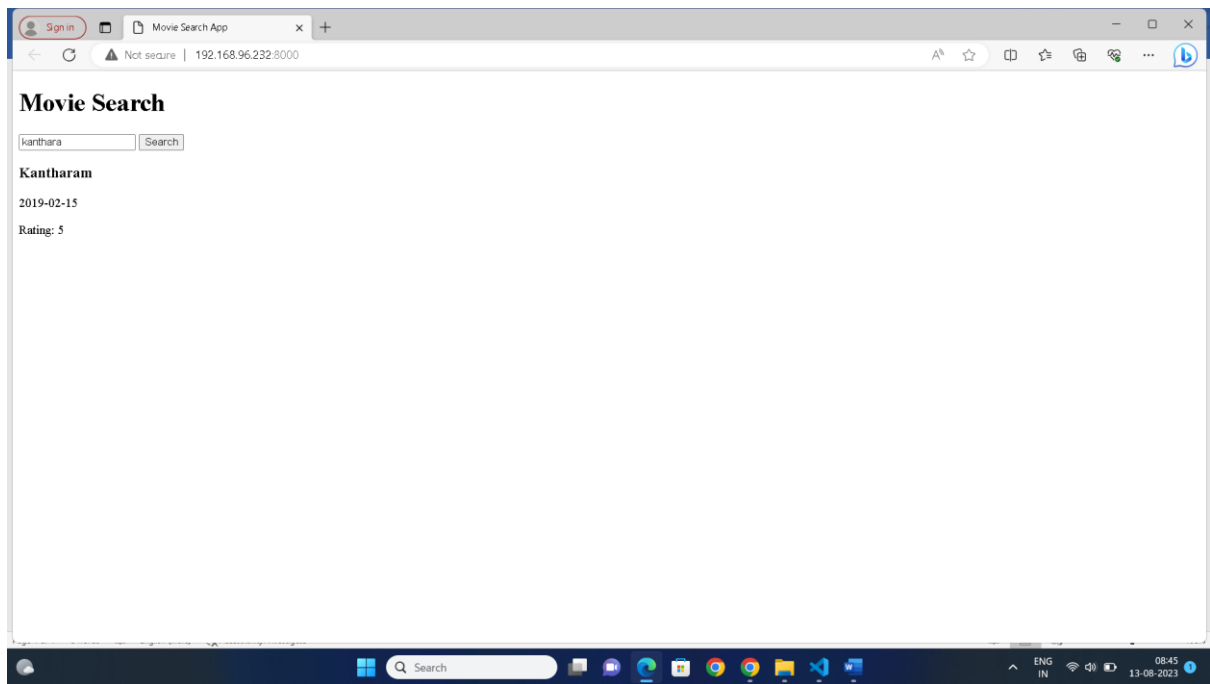 Sign in
Movie Search App
Not secure | 192.168.96.232:8000
Movie Search
kanthara
Search
Kantharam
2019-02-15
Rating: 5
Search
ENG
IN
08:45
13-08-2023